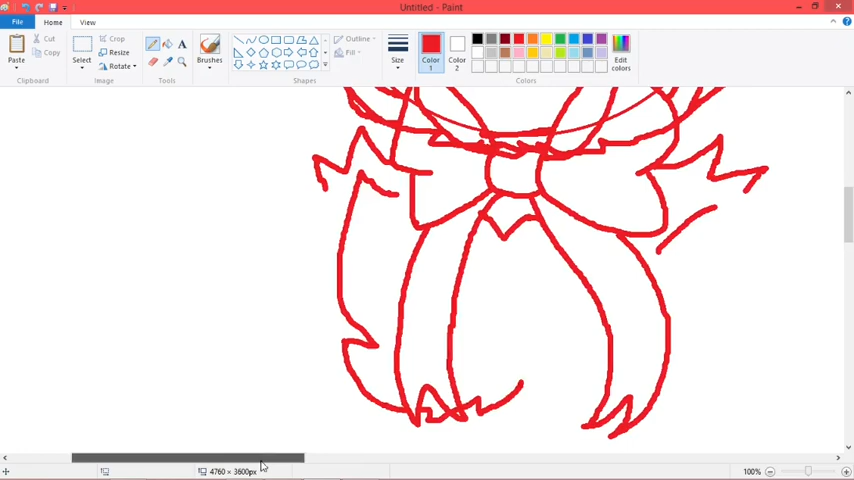 Untitled - Paint
File Home View
Paste
Cut
Copy
Clipboard
Select
Crop
Resize
Rotate
Image
A
Tools
Brushes
Shapes
Outline
Fill
Size
Color 1
Color 2
Edit colors
Colors
4760 × 3600px
100%